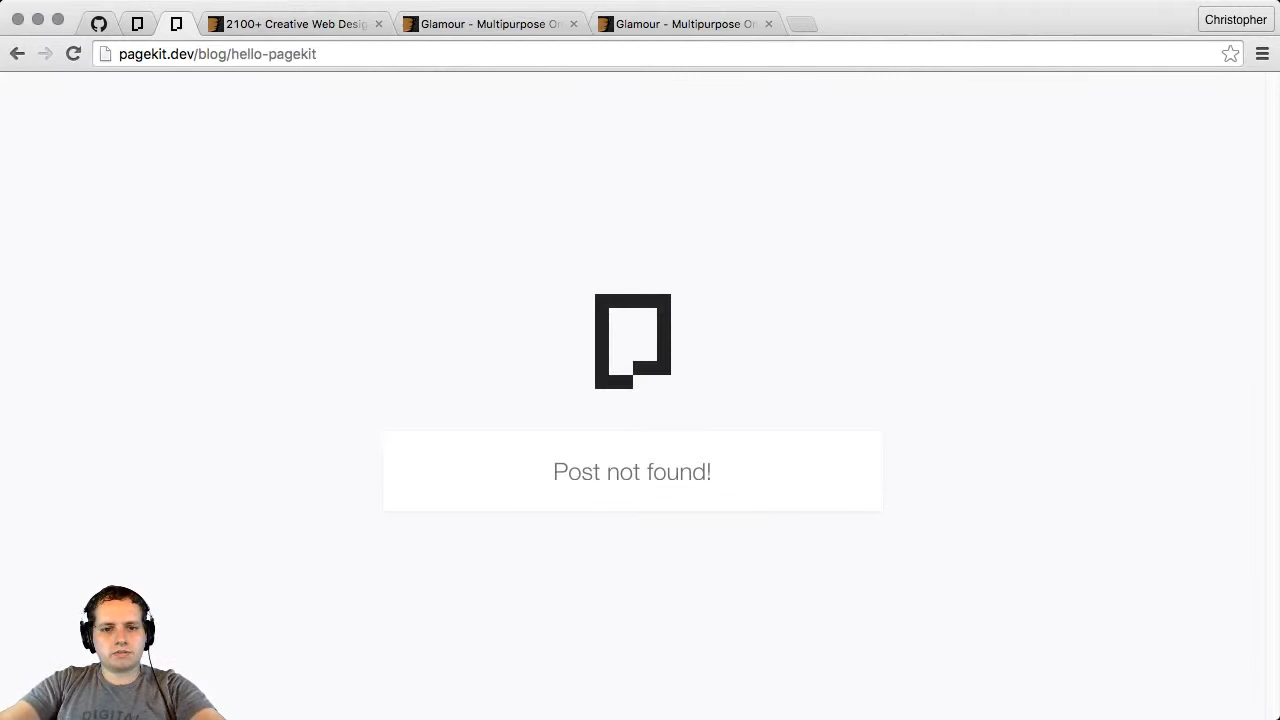 2100+ Creative Web Desig
Glamour - Multipurpose On
Glamour - Multipurpose On
Christopher
pagekit.dev/blog/hello-pagekit
Post not found!
DIGITAL